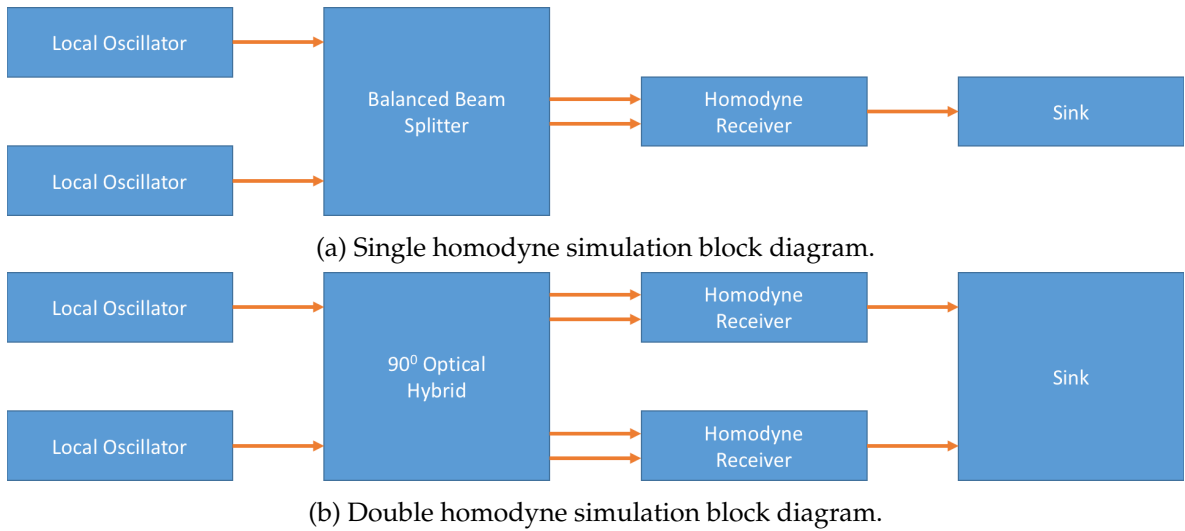 Local Oscillator
Balanced Beam
Splitter
Homodyne
Receiver
Sink
Local Oscillator
(a) Single homodyne simulation block diagram.
Local Oscillator
90⁰ Optical
Hybrid
Homodyne
Receiver
Sink
Local Oscillator
Homodyne
Receiver
(b) Double homodyne simulation block diagram.